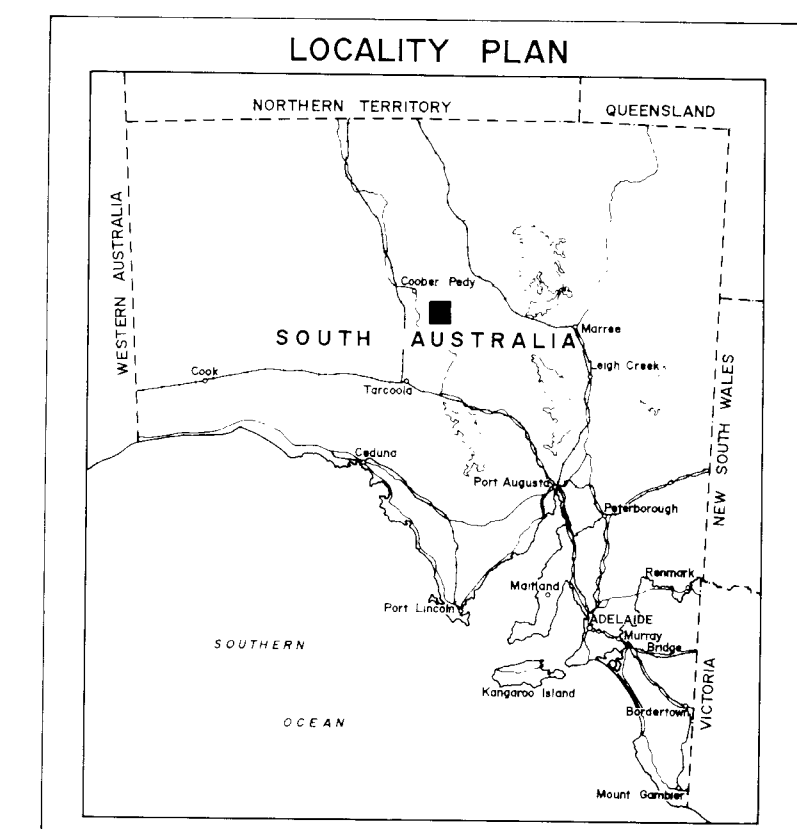 LOCALITY PLAN
NORTHERN TERRITORY
QUEENSLAND
WESTERN AUSTRALIA
Coober Pedy
SOUTH AUSTRALIA
Marree
Leigh Creek
Cook
Tarcoola
NEW SOUTH WALES
Ceduna
Port Augusta
Peterborough
Renmark
Maitland
Port Lincoln
ADELAIDE
Murray
Bridge
SOUTHERN
Kangaroo Island
VICTORIA
Bordertown
OCEAN
Mount Gambier